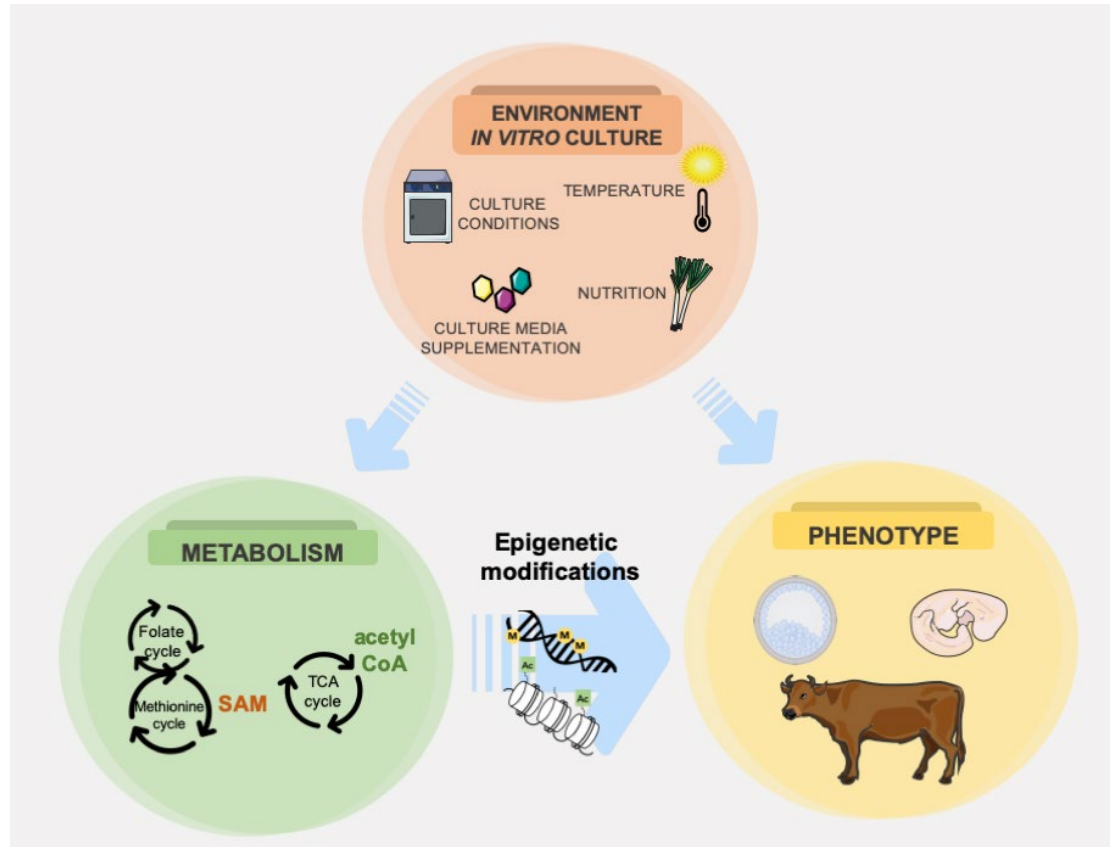 ENVIRONMENT
IN VITRO CULTURE
CULTURE
CONDITIONS
TEMPERATURE
CULTURE MEDIA
SUPPLEMENTATION
NUTRITION
METABOLISM
Folate
cycle
Methionine
cycle
SAM
TCA
cycle
acetyl
CoA
Epigenetic
modifications
M
M
M
Ac
Ac
PHENOTYPE